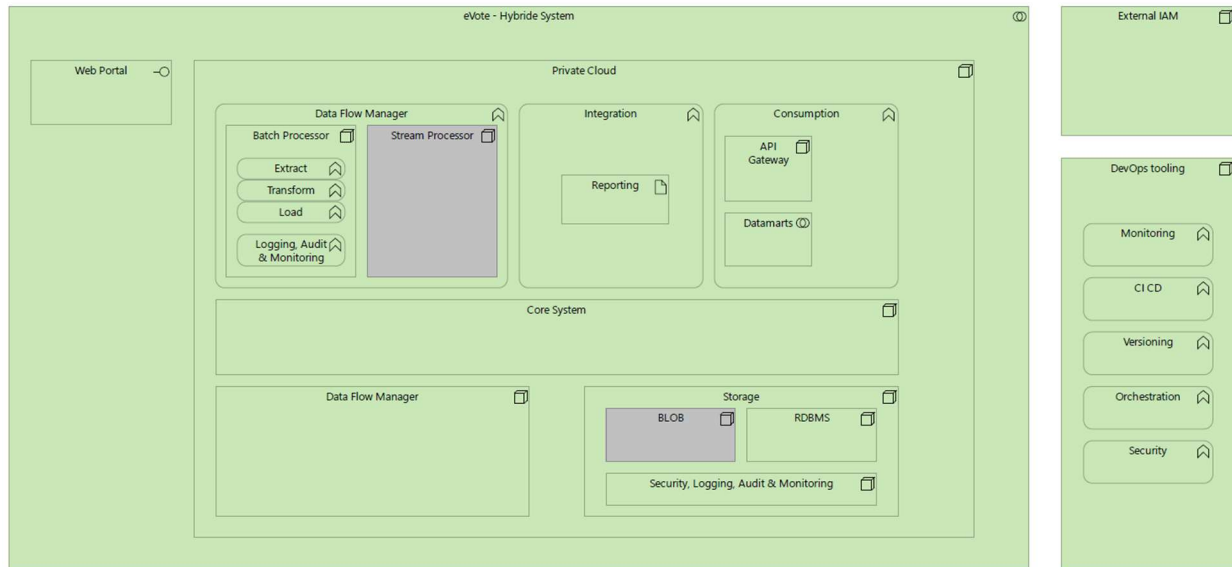 eVote - Hybride System
External IAM
Web Portal
Private Cloud
Data Flow Manager
Integration
Consumption
Batch Processor
Stream Processor
API
Gateway
Extract
Transform
Load
Reporting
Logging, Audit
& Monitoring
Datamarts
DevOps tooling
Monitoring
CI CD
Versioning
Orchestration
Security
Core System
Data Flow Manager
Storage
BLOB
RDBMS
Security, Logging, Audit & Monitoring